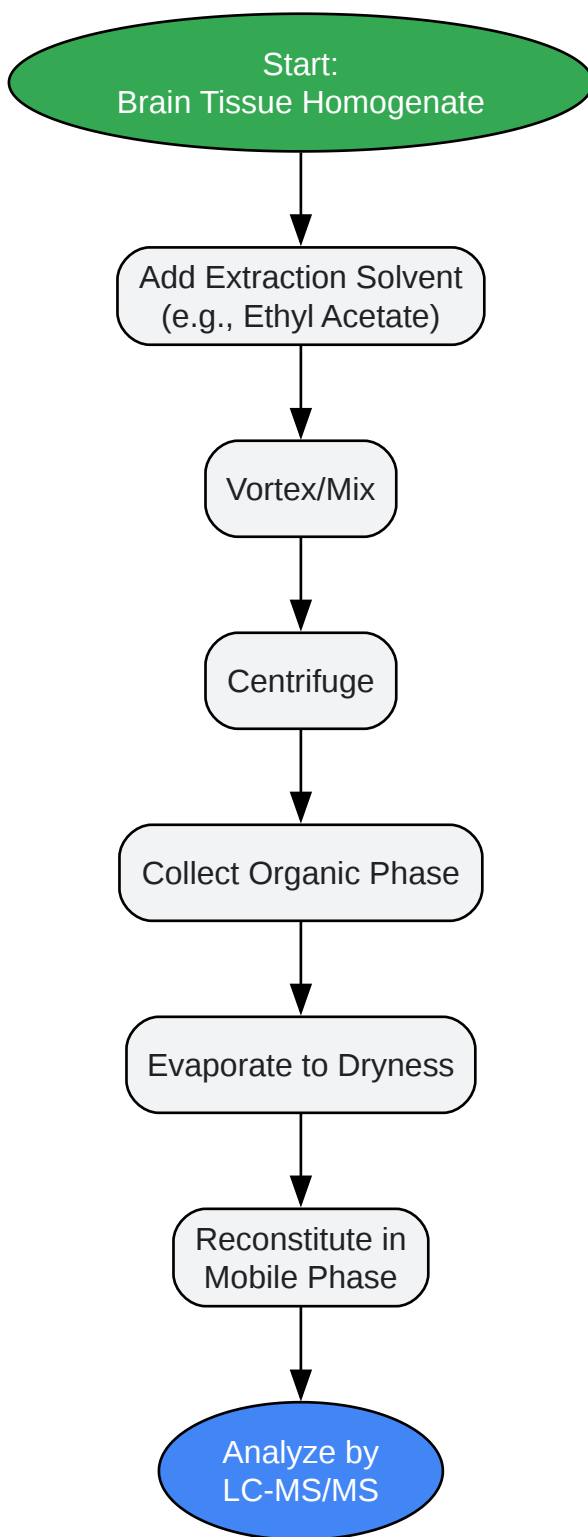 Start:
Brain Tissue Homogenate
Add Extraction Solvent
(e.g., Ethyl Acetate)
Vortex/Mix
Centrifuge
Collect Organic Phase
Evaporate to Dryness
Reconstitute in
Mobile Phase
Analyze by
LC-MS/MS